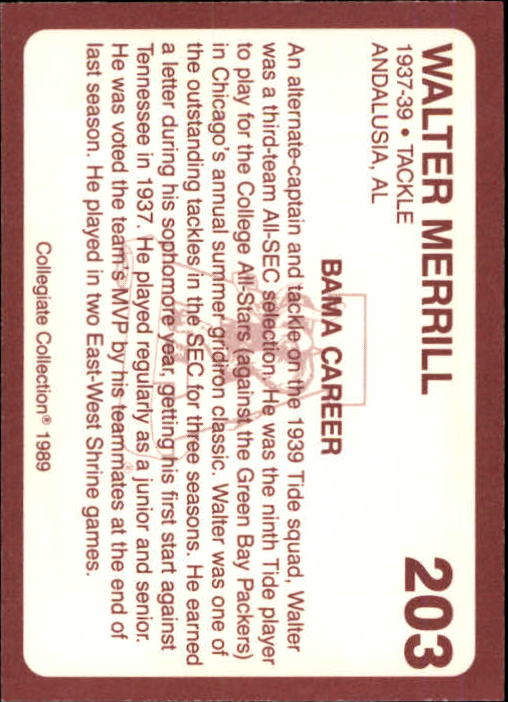 WALTER MERRILL 203
1937-39 • TACKLE
ANDALUSIA, AL
BAMA CAREER
An alternate-captain and tackle on the 1939 Tide squad, Walter
was a third-team All-SEC selection. He was the ninth Tide player
to play for the College All-Stars (against the Green Bay Packers)
in Chicago's annual summer gridiron classic. Walter was one of
the outstanding tackles in the SEC for three seasons. He earned
a letter during his sophomore year, getting his first start against
Tennessee in 1937. He played regularly as a junior and senior.
He was voted the team's MVP by his teammates at the end of
last season. He played in two East-West Shrine games.
Collegiate Collection® 1989